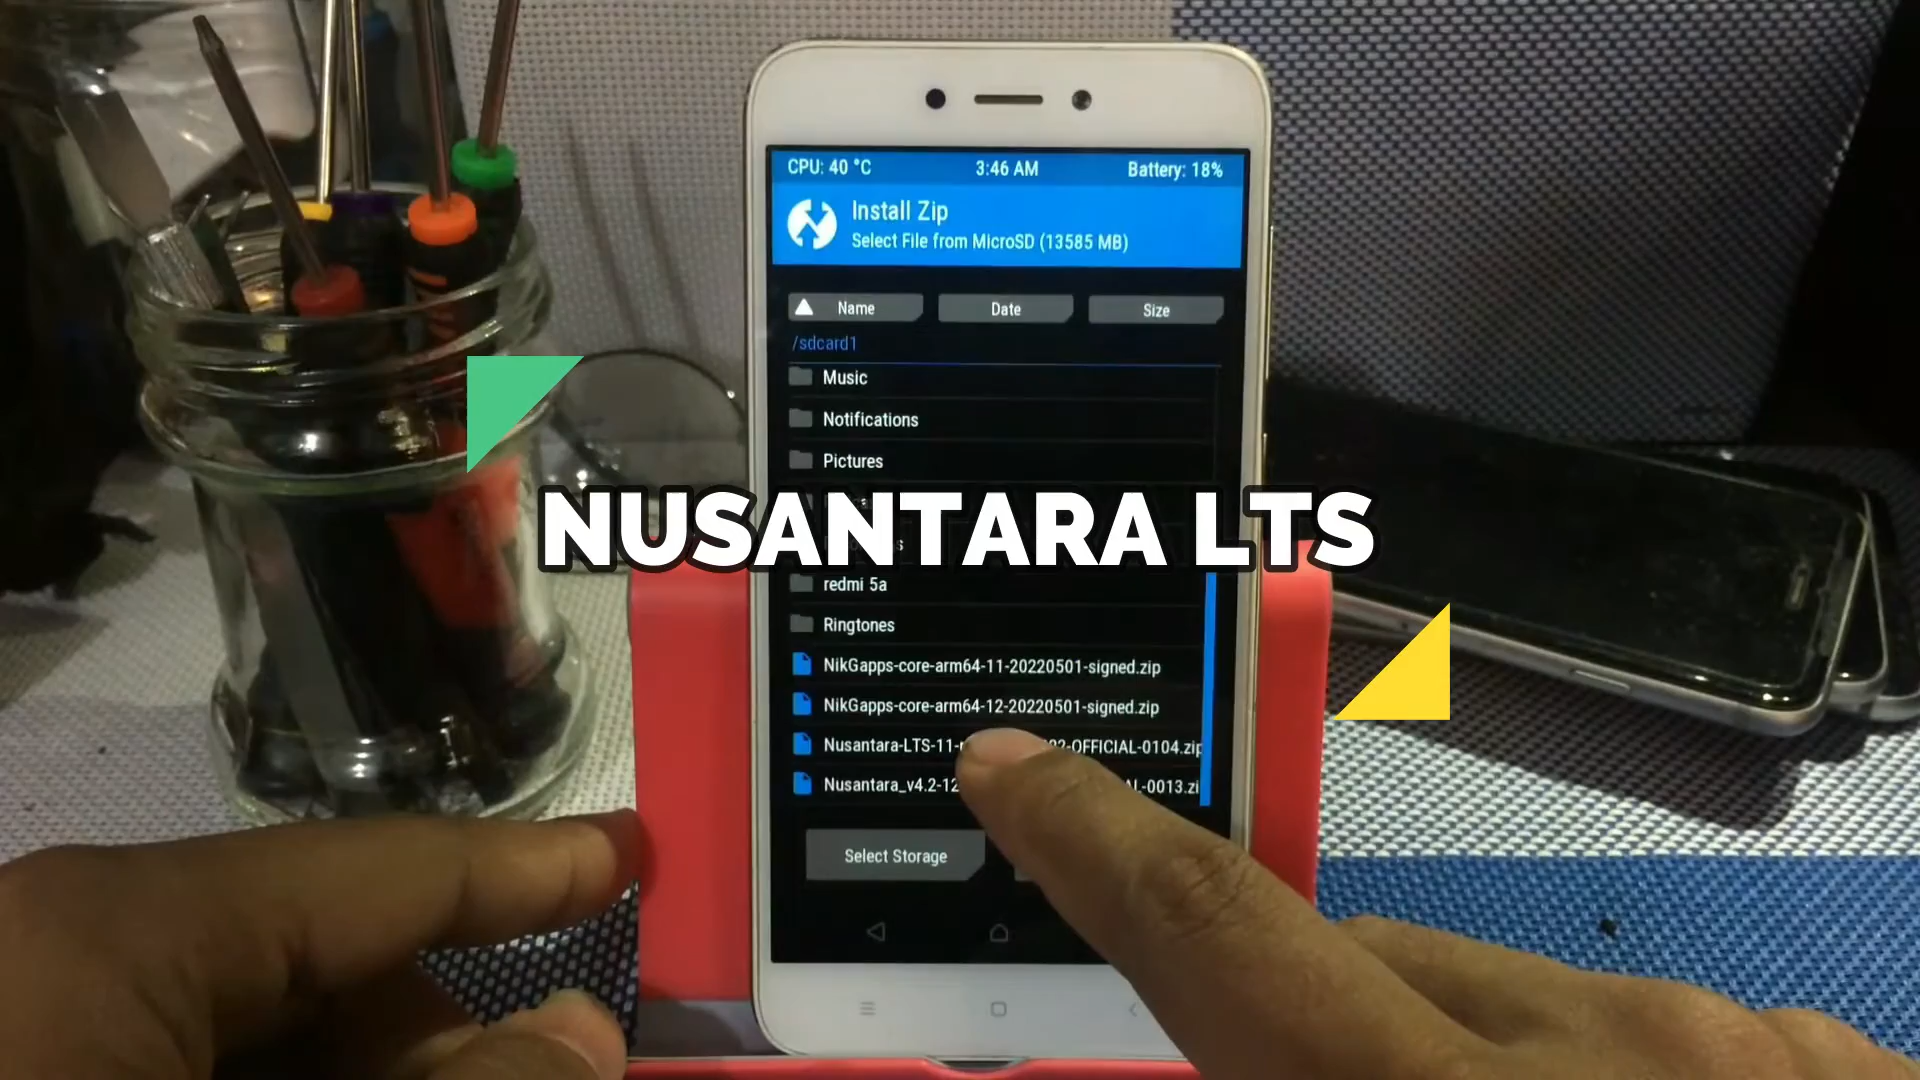 CPU: 40 °C 3:46 AM Battery: 18%
Install Zip
Select File from MicroSD (13585 MB)
Name Date Size
/sdcard1
Music
Notifications
Pictures
NUSANTARA LTS
redmi 5a
Ringtones
NikGapps-core-arm64-11-20220501-signed.zip
NikGapps-core-arm64-12-20220501-signed.zip
Nusantara-LTS-11- -OFFICIAL-0104.zip
Nusantara_v4.2-12 -0013.zi
Select Storage